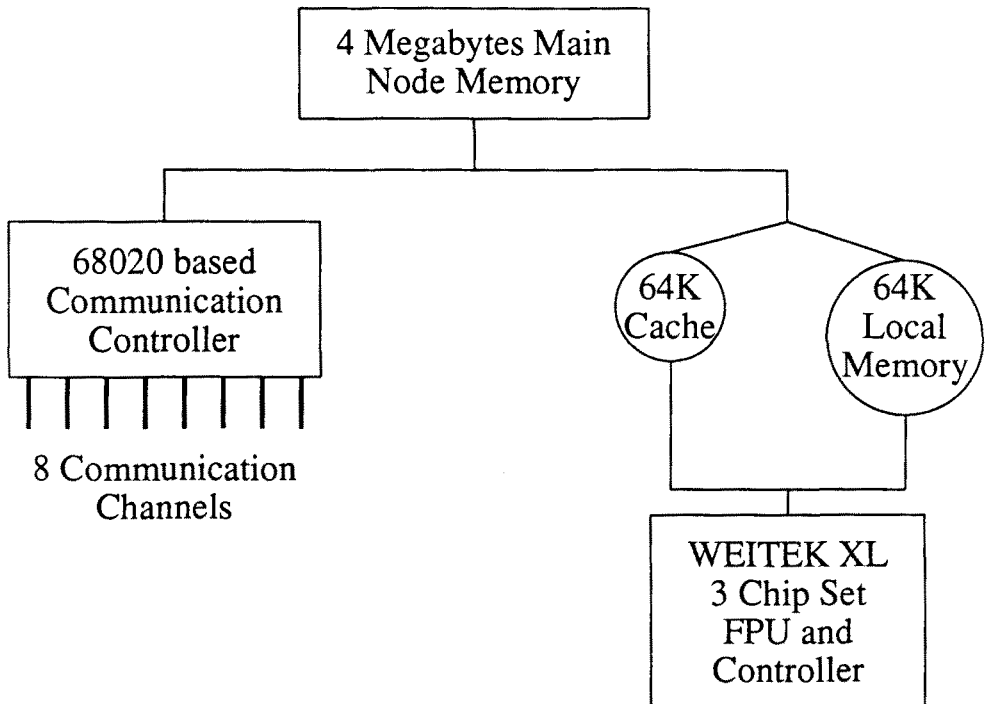 4 Megabytes Main
Node Memory
68020 based
Communication
Controller
8 Communication
Channels
64K
Cache
64K
Local
Memory
WEITEK XL
3 Chip Set
FPU and
Controller